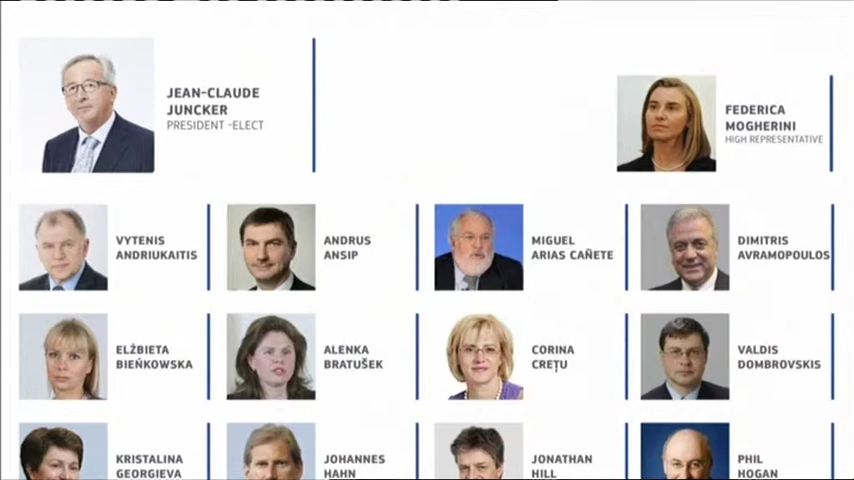 JEAN-CLAUDE
JUNCKER
PRESIDENT -ELECT
FEDERICA
MOGHERINI
HIGH REPRESENTATIVE
VYTENIS
ANDRIUKAITIS
ANDRUS
ANSIP
MIGUEL
ARIAS CAÑETE
DIMITRIS
AVRAMOPOULOS
ELŻBIETA
BIEŃKOWSKA
ALENKA
BRATUŠEK
CORINA
CREȚU
VALDIS
DOMBROVSKIS
KRISTALINA
GEORGIEVA
JOHANNES
HAHN
JONATHAN
HILL
PHIL
HOGAN